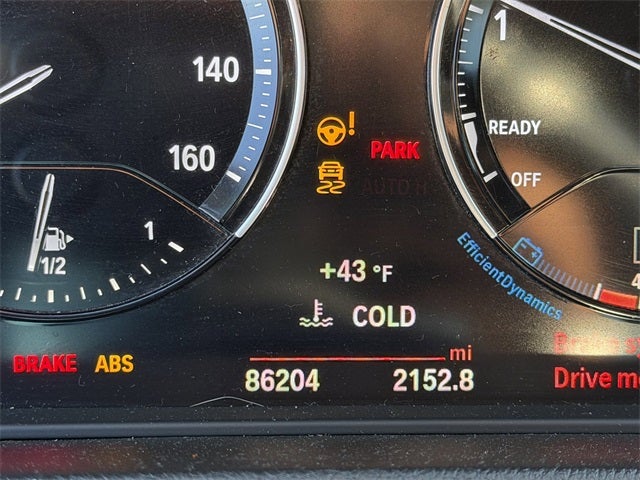 140
160
1
READY
OFF
PARK
AUTO H
1/2
1
+43 °F
COLD
EfficientDynamics
BRAKE ABS
mi
86204 2152.8
Drive